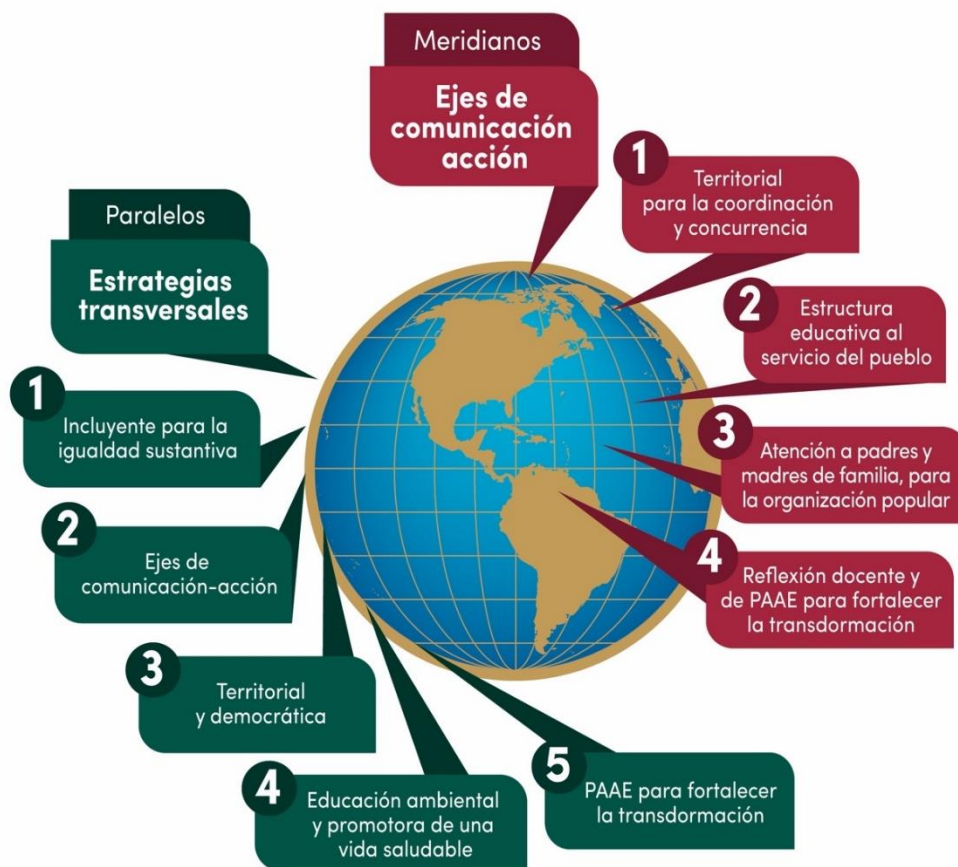 Meridianos
Ejes de
comunicación
acción
1
Territorial
para la coordinación
y concurrencia
2
Estructura
educativa al
servicio del pueblo
3
Atención a padres y
madres de familia, para
la organización popular
4
Reflexión docente y
de PAAE para fortalecer
la transdormación
Paralelos
Estrategias
transversales
1
Incluyente para la
igualdad sustantiva
2
Ejes de
comunicación-acción
3
Territorial
y democrática
4
Educación ambiental
y promotora de una
vida saludable
5
PAAE para fortalecer
la transdormación